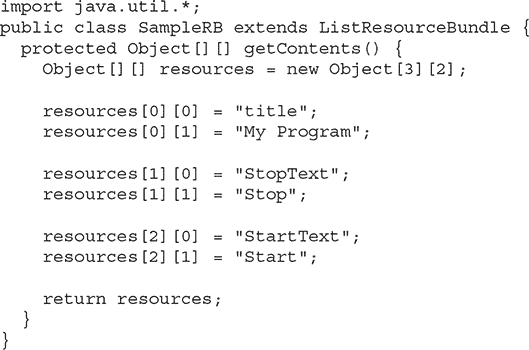 import java.util.*;
public class SampleRB extends ListResourceBundle {
  protected Object[][] getContents() {
    Object[][] resources = new Object[3][2];

    resources[0][0] = "title";
    resources[0][1] = "My Program";

    resources[1][0] = "StopText";
    resources[1][1] = "Stop";

    resources[2][0] = "StartText";
    resources[2][1] = "Start";

    return resources;
  }
}